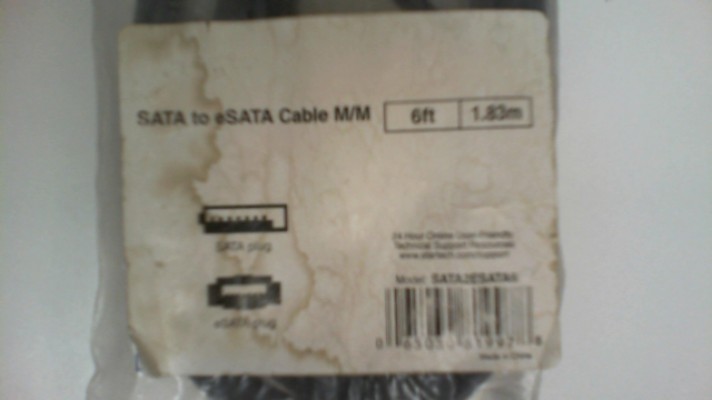 SATA to eSATA Cable M/M
6ft
1.83m
SATA plug
eSATA plug
24 Hour Online User-Friendly
Technical Support Resources
www.startech.com/support
Model: SATA2ESATA6
Made in China